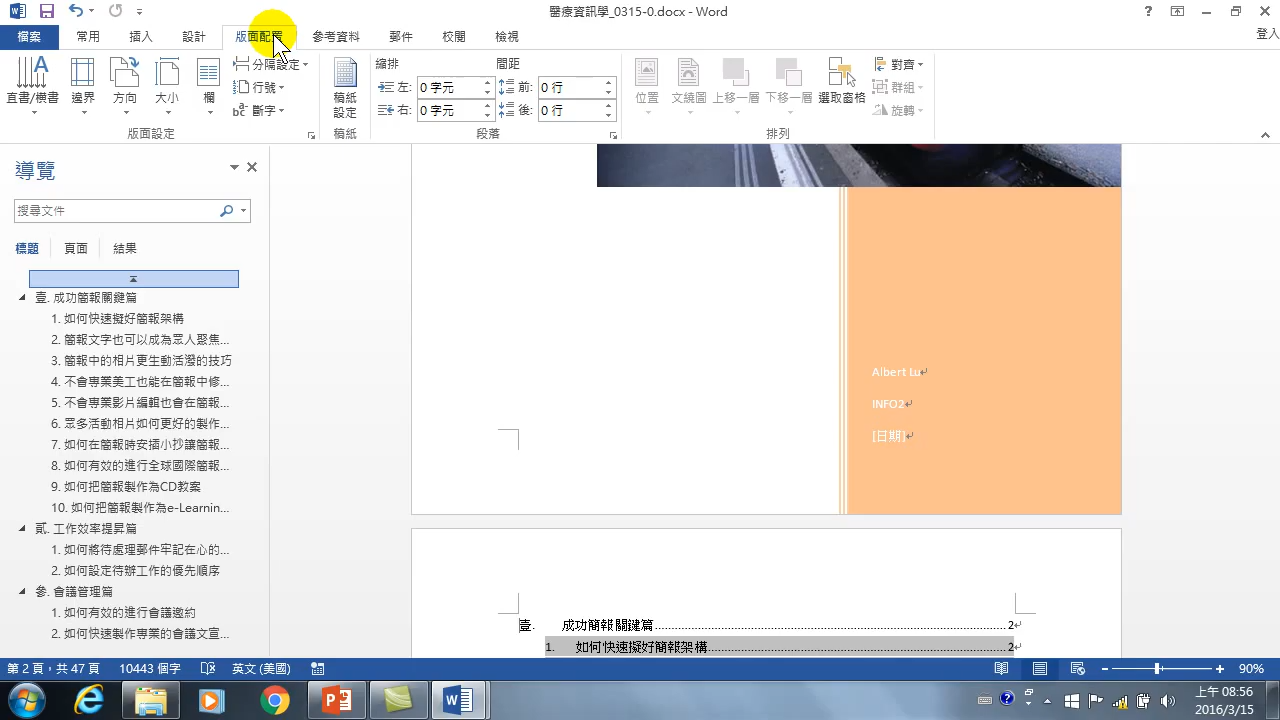 醫療資訊學_0315-0.docx - Word
檔案 常用 插入 設計 版面配置 參考資料 郵件 校閱 檢視 登入
直書/橫書 邊界 方向 大小 欄
分隔設定
行號
斷字
版面設定
稿紙設定
稿紙
縮排 間距
左: 0 字元 前: 0 行
右: 0 字元 後: 0 行
段落
位置 文繞圖 上移一層 下移一層 選取窗格
對齊
群組
旋轉
排列
導覽
搜尋文件
標題 頁面 結果
壹. 成功簡報關鍵篇
1. 如何快速擬好簡報架構
2. 簡報文字也可以成為眾人聚焦...
3. 簡報中的相片更生動活潑的技巧
4. 不會專業美工也能在簡報中修...
5. 不會專業影片編輯也會在簡報...
6. 眾多活動相片如何更好的製作...
7. 如何在簡報時安插小抄讓簡報...
8. 如何有效的進行全球國際簡報...
9. 如何把簡報製作為CD教案
10. 如何把簡報製作為e-Learnin...
貳. 工作效率提昇篇
1. 如何將待處理郵件牢記在心的...
2. 如何設定待辦工作的優先順序
參. 會議管理篇
1. 如何有效的進行會議邀約
2. 如何快速製作專業的會議文宣...
Albert Lu
INFO2
[日期]
壹. 成功簡報關鍵篇 2
1. 如何快速擬好簡報架構 2
第 2 頁，共 47 頁 10443 個字 英文 (美國) 90%
上午 08:56
2016/3/15